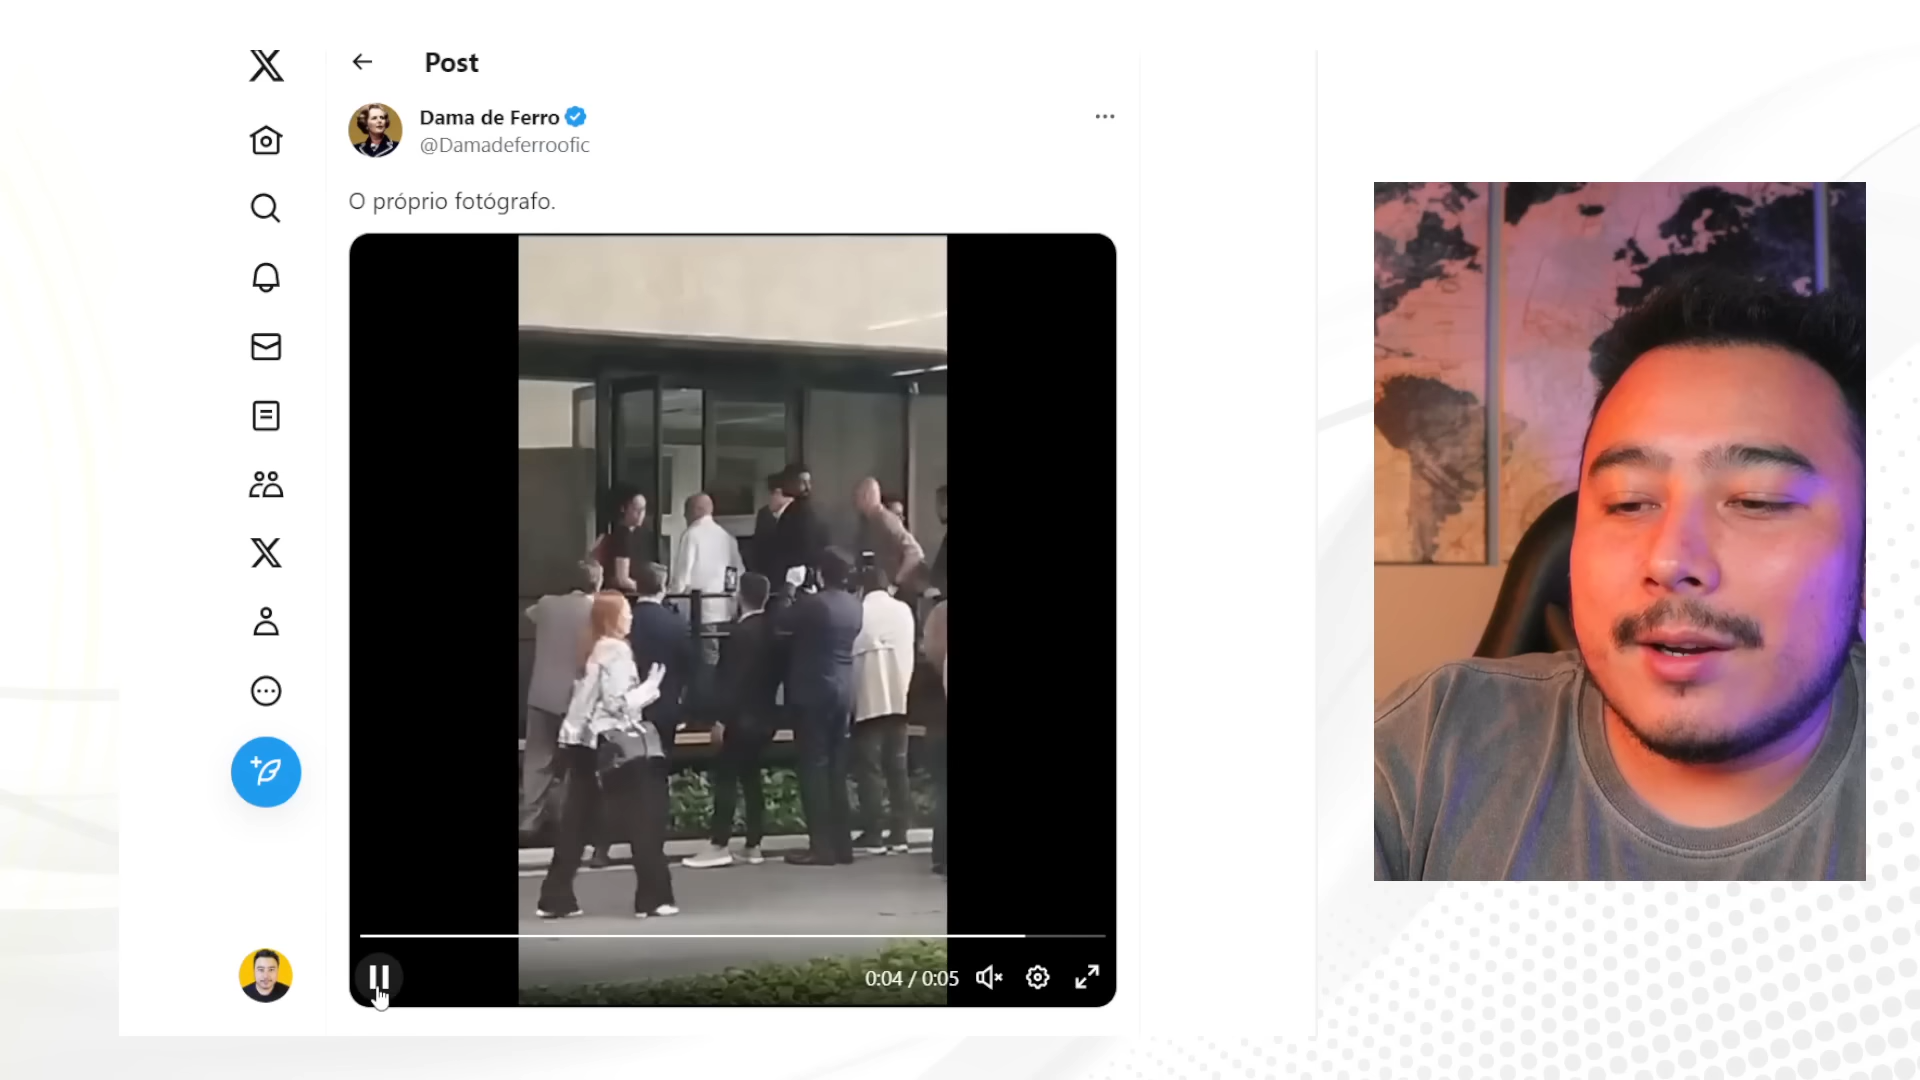 Post
Dama de Ferro
@Damadeferroofic
O próprio fotógrafo.
0:04 / 0:05